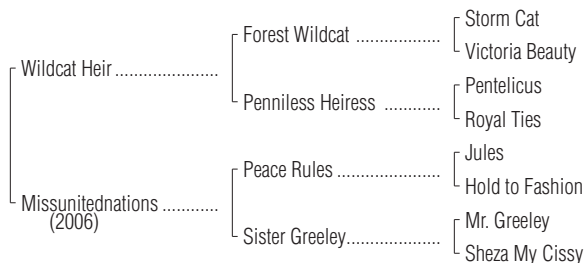 Storm Cat
Forest Wildcat ..................
Victoria Beauty
Wildcat Heir ......................
Pentelicus
Penniless Heiress ............
Royal Ties
Jules
Peace Rules ......................
Hold to Fashion
Missunitednations ............
(2006)
Mr. Greeley
Sister Greeley....................
Sheza My Cissy